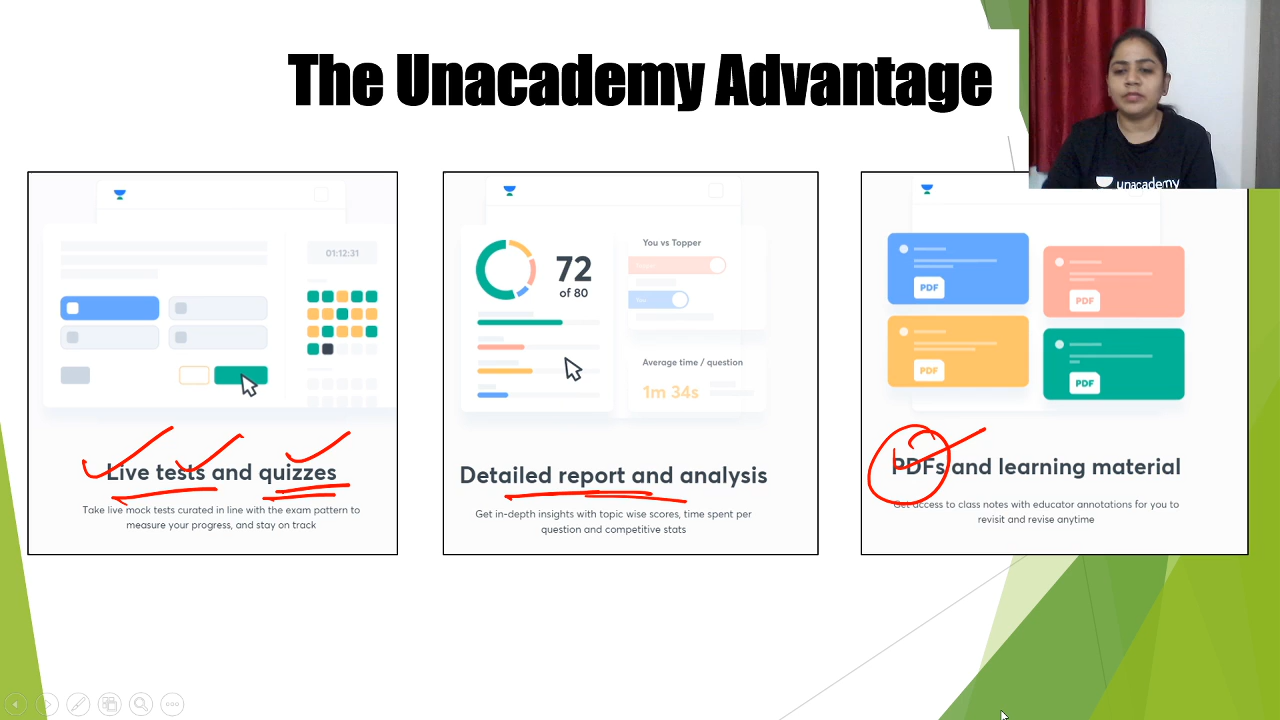 The Unacademy Advantage
unacademy
01:12:31
Live tests and quizzes
Take live mock tests curated in line with the exam pattern to
measure your progress, and stay on track
72
of 80
You vs Topper
Average time / question
1m 34s
Detailed report and analysis
Get in-depth insights with topic wise scores, time spent per
question and competitive stats
PDF
PDF
PDF
PDF
PDFs and learning material
Get access to class notes with educator annotations for you to
revisit and revise anytime